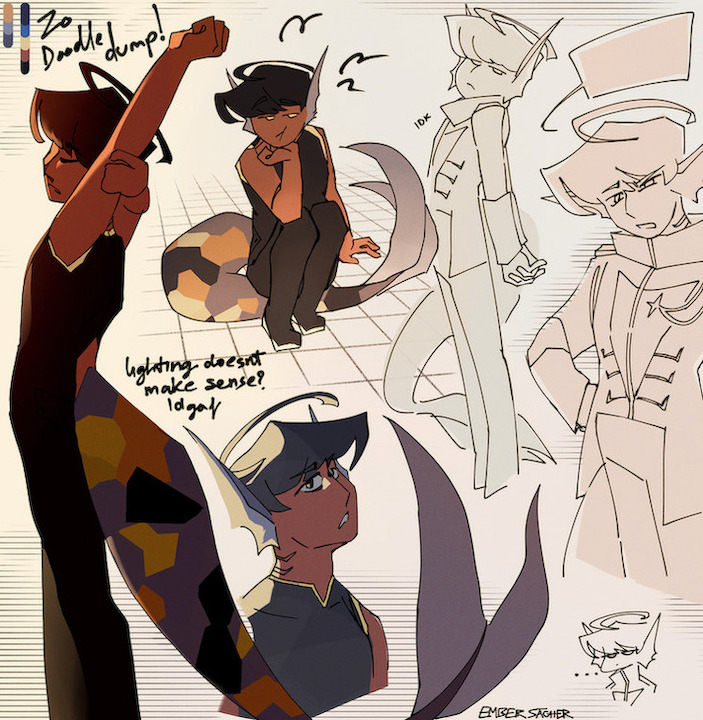 Zo
Doodle dump!
IDK
lighting doesnt
make sense?
Idgaf
...
EMBER SAGHER